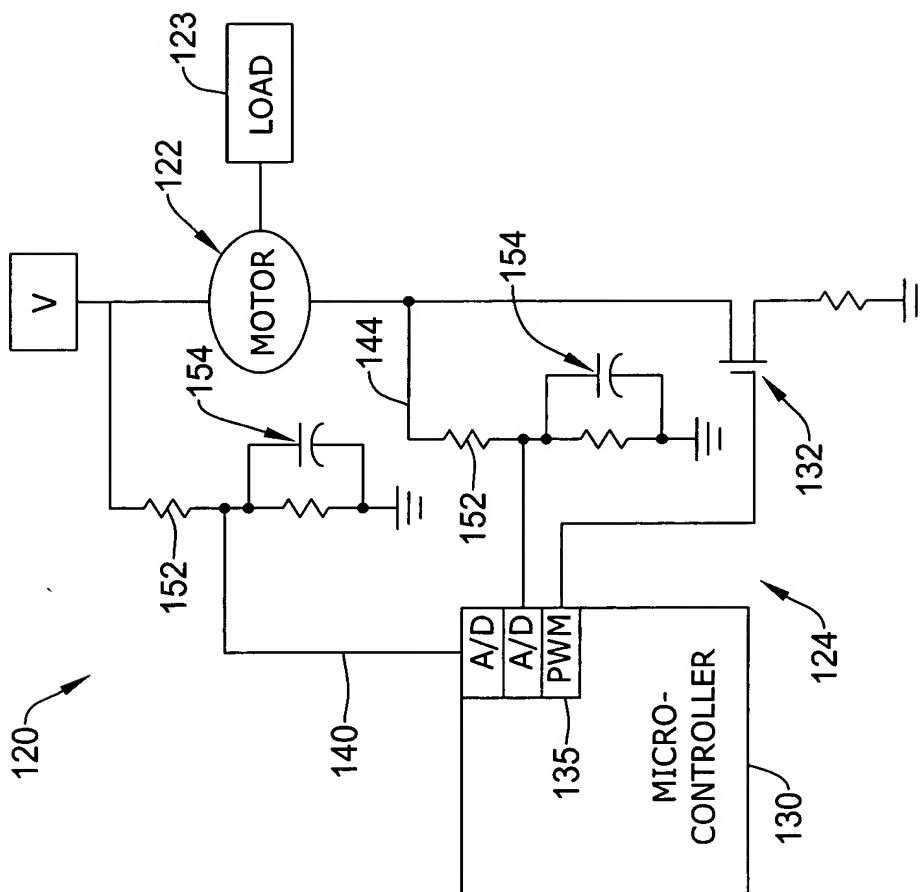 123
LOAD
122
V
MOTOR
154
154
144
152
152
132
120
140
A/D
A/D
PWM
135
124
MICRO-
CONTROLLER
130